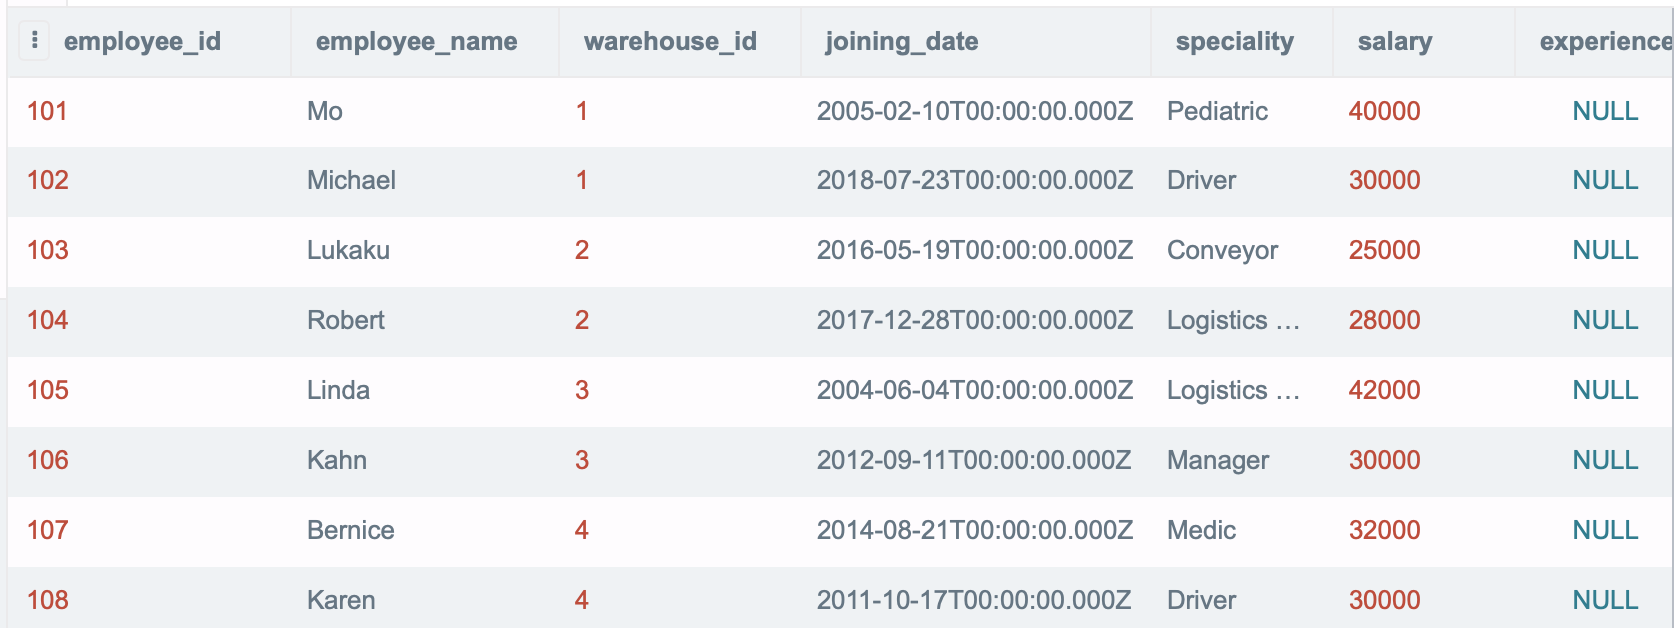 employee_id employee_name warehouse_id joining_date speciality salary experience
101 Mo 1 2005-02-10T00:00:00.000Z Pediatric 40000 NULL
102 Michael 1 2018-07-23T00:00:00.000Z Driver 30000 NULL
103 Lukaku 2 2016-05-19T00:00:00.000Z Conveyor 25000 NULL
104 Robert 2 2017-12-28T00:00:00.000Z Logistics … 28000 NULL
105 Linda 3 2004-06-04T00:00:00.000Z Logistics … 42000 NULL
106 Kahn 3 2012-09-11T00:00:00.000Z Manager 30000 NULL
107 Bernice 4 2014-08-21T00:00:00.000Z Medic 32000 NULL
108 Karen 4 2011-10-17T00:00:00.000Z Driver 30000 NULL